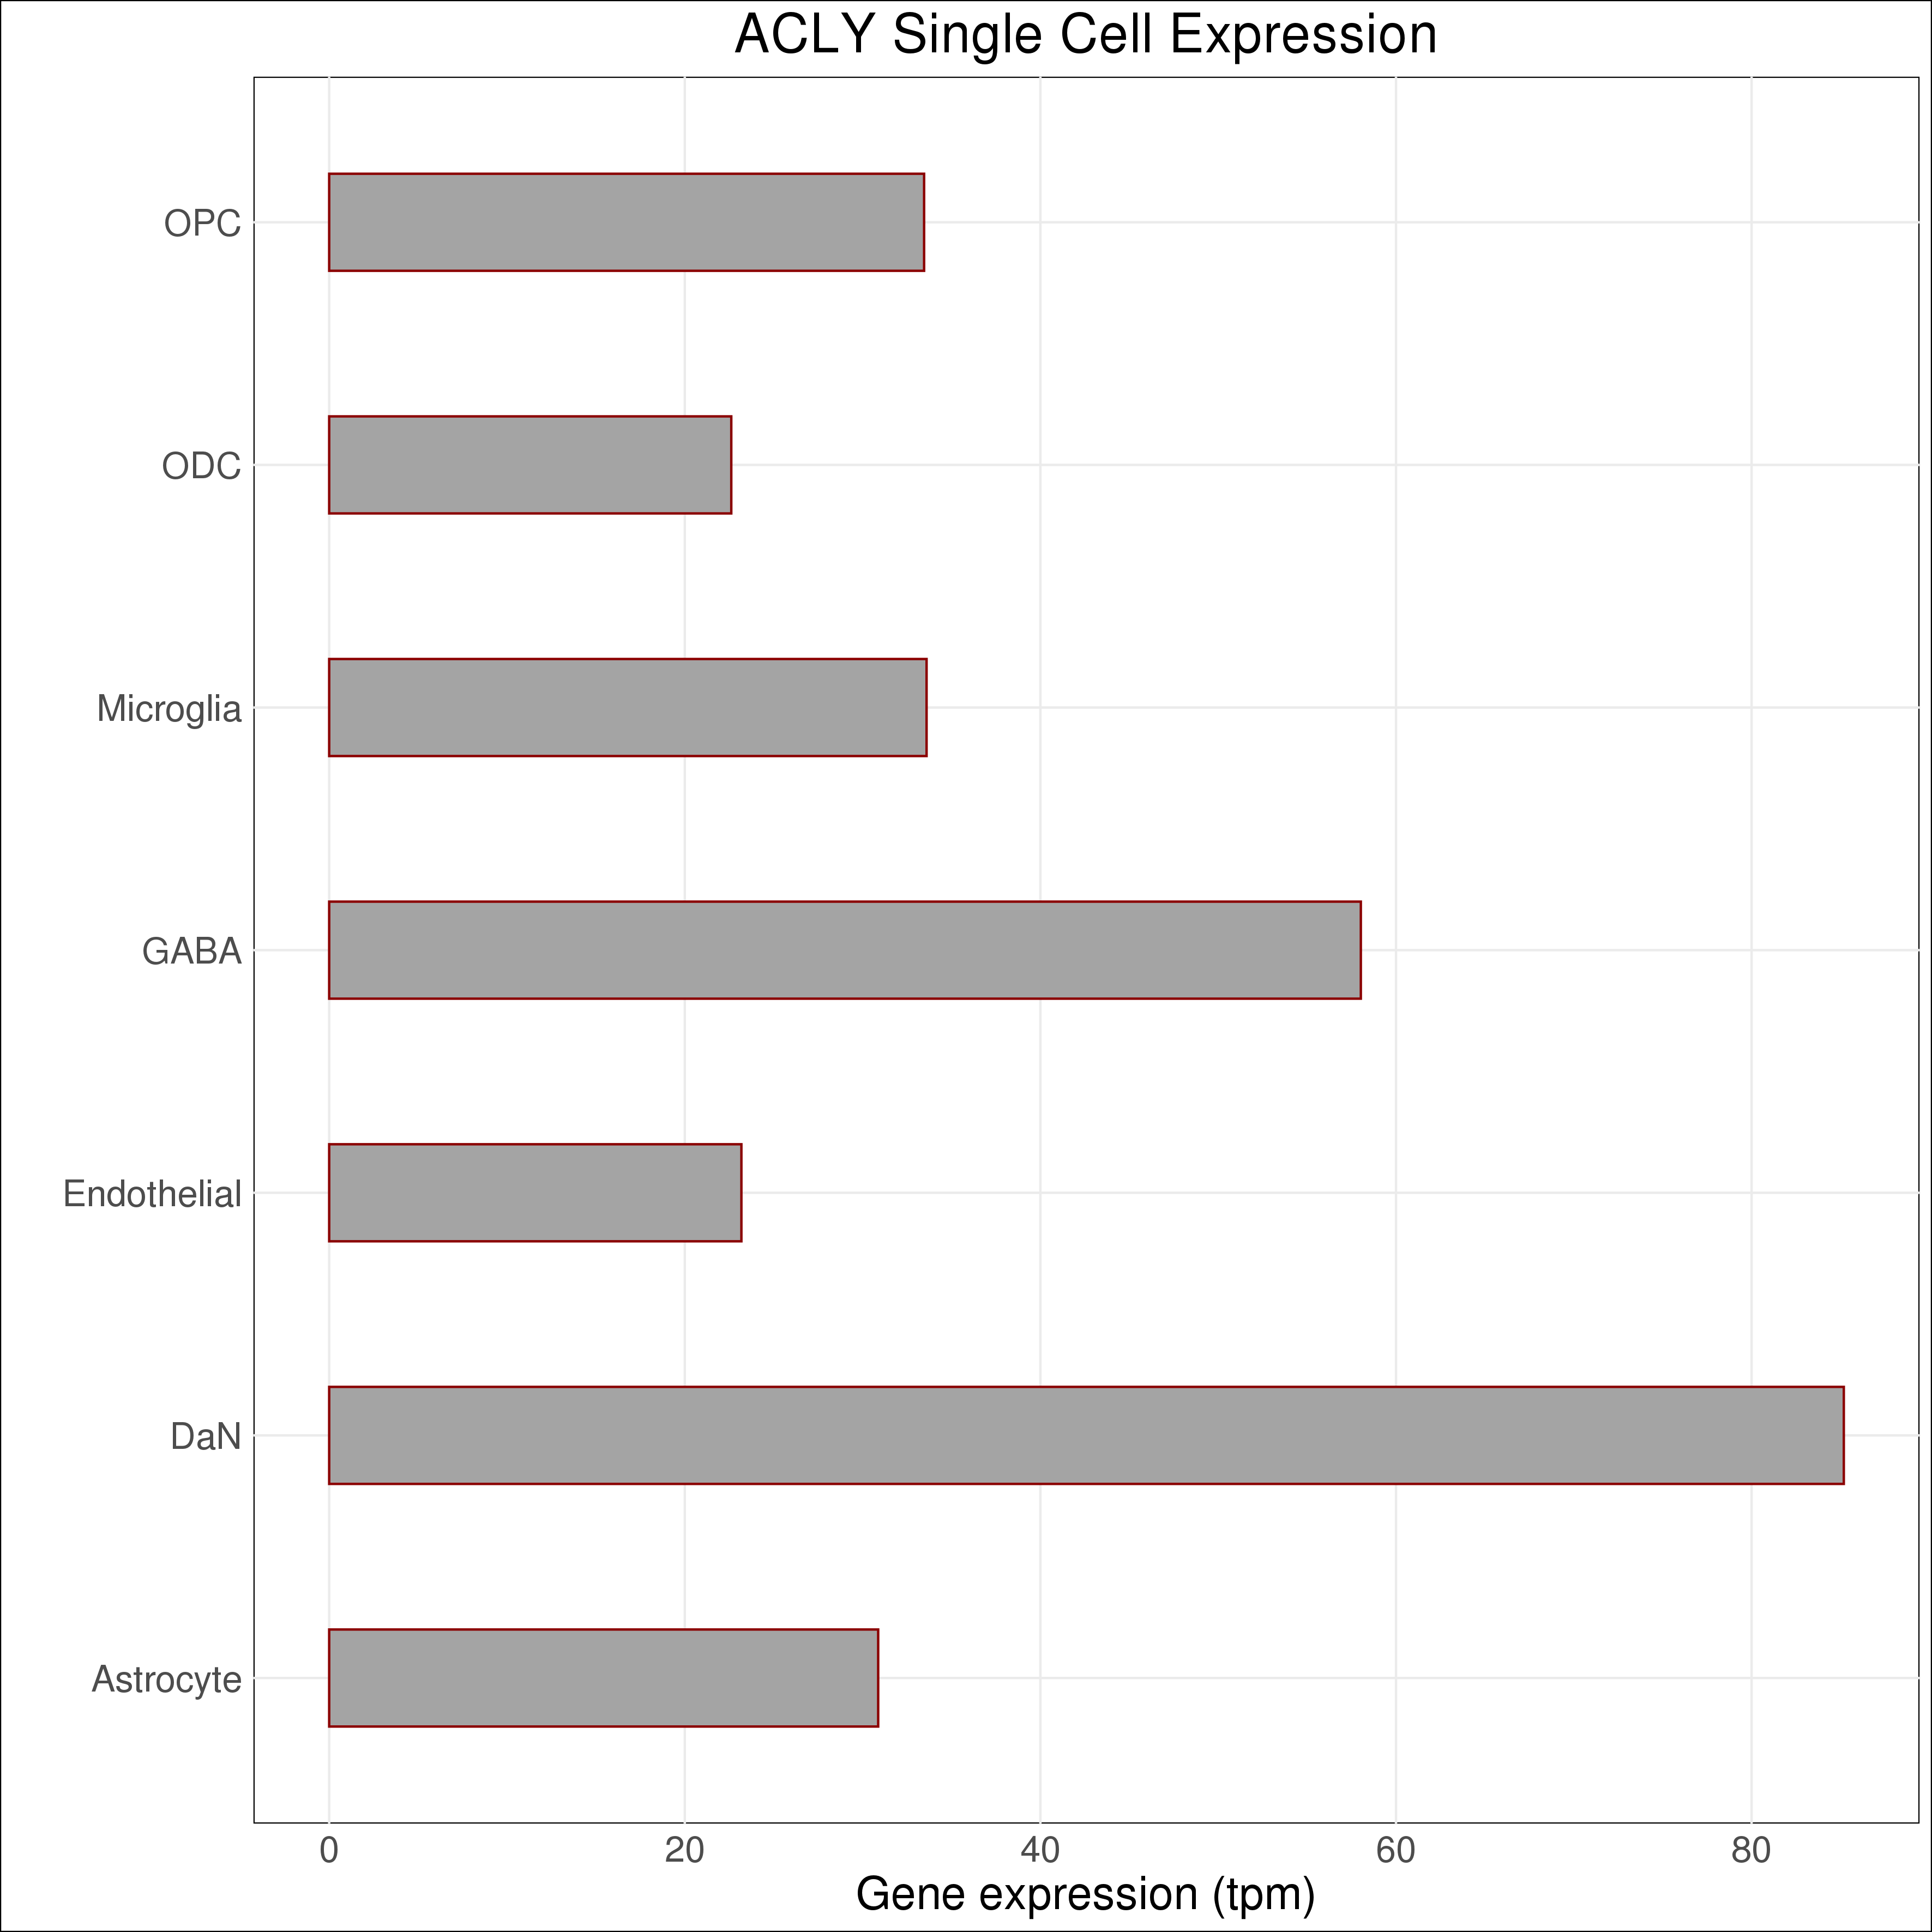 ACLY Single Cell Expression
OPC
ODC
Microglia
GABA
Endothelial
DaN
Astrocyte
0 20 40 60 80
Gene expression (tpm)